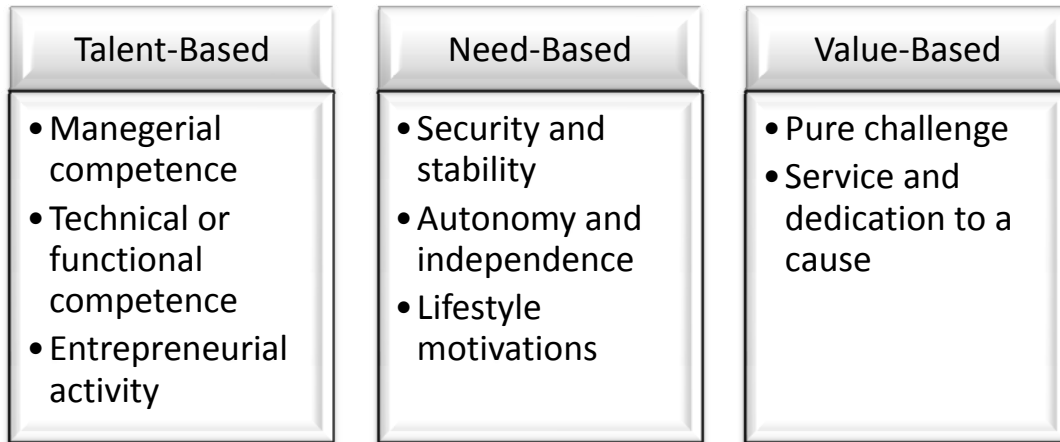 Talent-Based
• Manegerial
competence
• Technical or
functional
competence
• Entrepreneurial
activity
Need-Based
• Security and
stability
• Autonomy and
independence
• Lifestyle
motivations
Value-Based
• Pure challenge
• Service and
dedication to a
cause